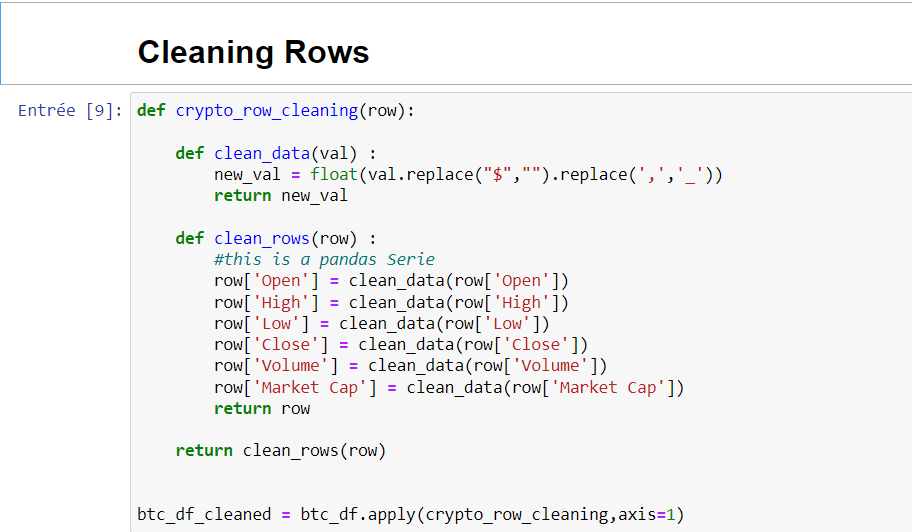 Cleaning Rows
Entrée [9]: def crypto_row_cleaning(row):
    def clean_data(val) :
        new_val = float(val.replace("$","").replace(',','_'))
        return new_val
    def clean_rows(row) :
        #this is a pandas Serie
        row['Open'] = clean_data(row['Open'])
        row['High'] = clean_data(row['High'])
        row['Low'] = clean_data(row['Low'])
        row['Close'] = clean_data(row['Close'])
        row['Volume'] = clean_data(row['Volume'])
        row['Market Cap'] = clean_data(row['Market Cap'])
        return row
    return clean_rows(row)
btc_df_cleaned = btc_df.apply(crypto_row_cleaning,axis=1)